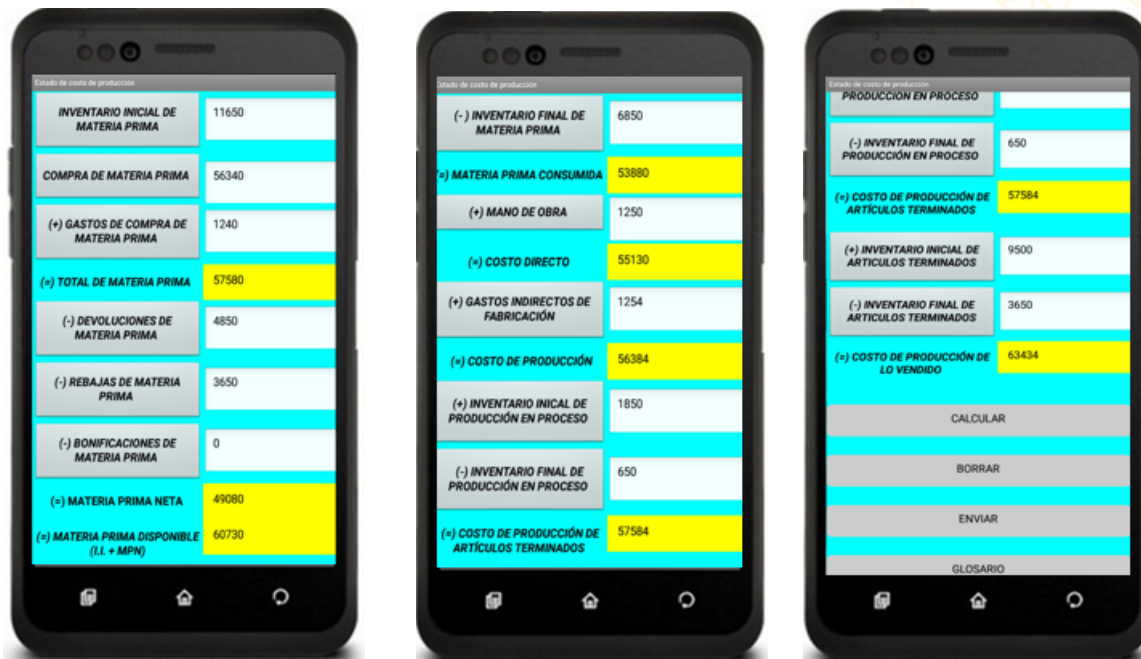 Estado de costo de producción
INVENTARIO INICIAL DE
MATERIA PRIMA
11650
COMPRA DE MATERIA PRIMA
56340
(+) GASTOS DE COMPRA DE
MATERIA PRIMA
1240
(=) TOTAL DE MATERIA PRIMA
57580
(-) DEVOLUCIONES DE
MATERIA PRIMA
4850
(-) REBAJAS DE MATERIA
PRIMA
3650
(-) BONIFICACIONES DE
MATERIA PRIMA
0
(=) MATERIA PRIMA NETA
49080
(=) MATERIA PRIMA DISPONIBLE
(I.I. + MPN)
60730
Estado de costo de producción
(- ) INVENTARIO FINAL DE
MATERIA PRIMA
6850
(=) MATERIA PRIMA CONSUMIDA
53880
(+) MANO DE OBRA
1250
(=) COSTO DIRECTO
55130
(+) GASTOS INDIRECTOS DE
FABRICACIÓN
1254
(=) COSTO DE PRODUCCIÓN
56384
(+) INVENTARIO INICAL DE
PRODUCCIÓN EN PROCESO
1850
(-) INVENTARIO FINAL DE
PRODUCCIÓN EN PROCESO
650
(=) COSTO DE PRODUCCIÓN DE
ARTÍCULOS TERMINADOS
57584
Estado de costo de producción
PRODUCCIÓN EN PROCESO
(-) INVENTARIO FINAL DE
PRODUCCIÓN EN PROCESO
650
(=) COSTO DE PRODUCCIÓN DE
ARTÍCULOS TERMINADOS
57584
(+) INVENTARIO INICIAL DE
ARTICULOS TERMINADOS
9500
(-) INVENTARIO FINAL DE
ARTICULOS TERMINADOS
3650
(=) COSTO DE PRODUCCIÓN DE
LO VENDIDO
63434
CALCULAR
BORRAR
ENVIAR
GLOSARIO